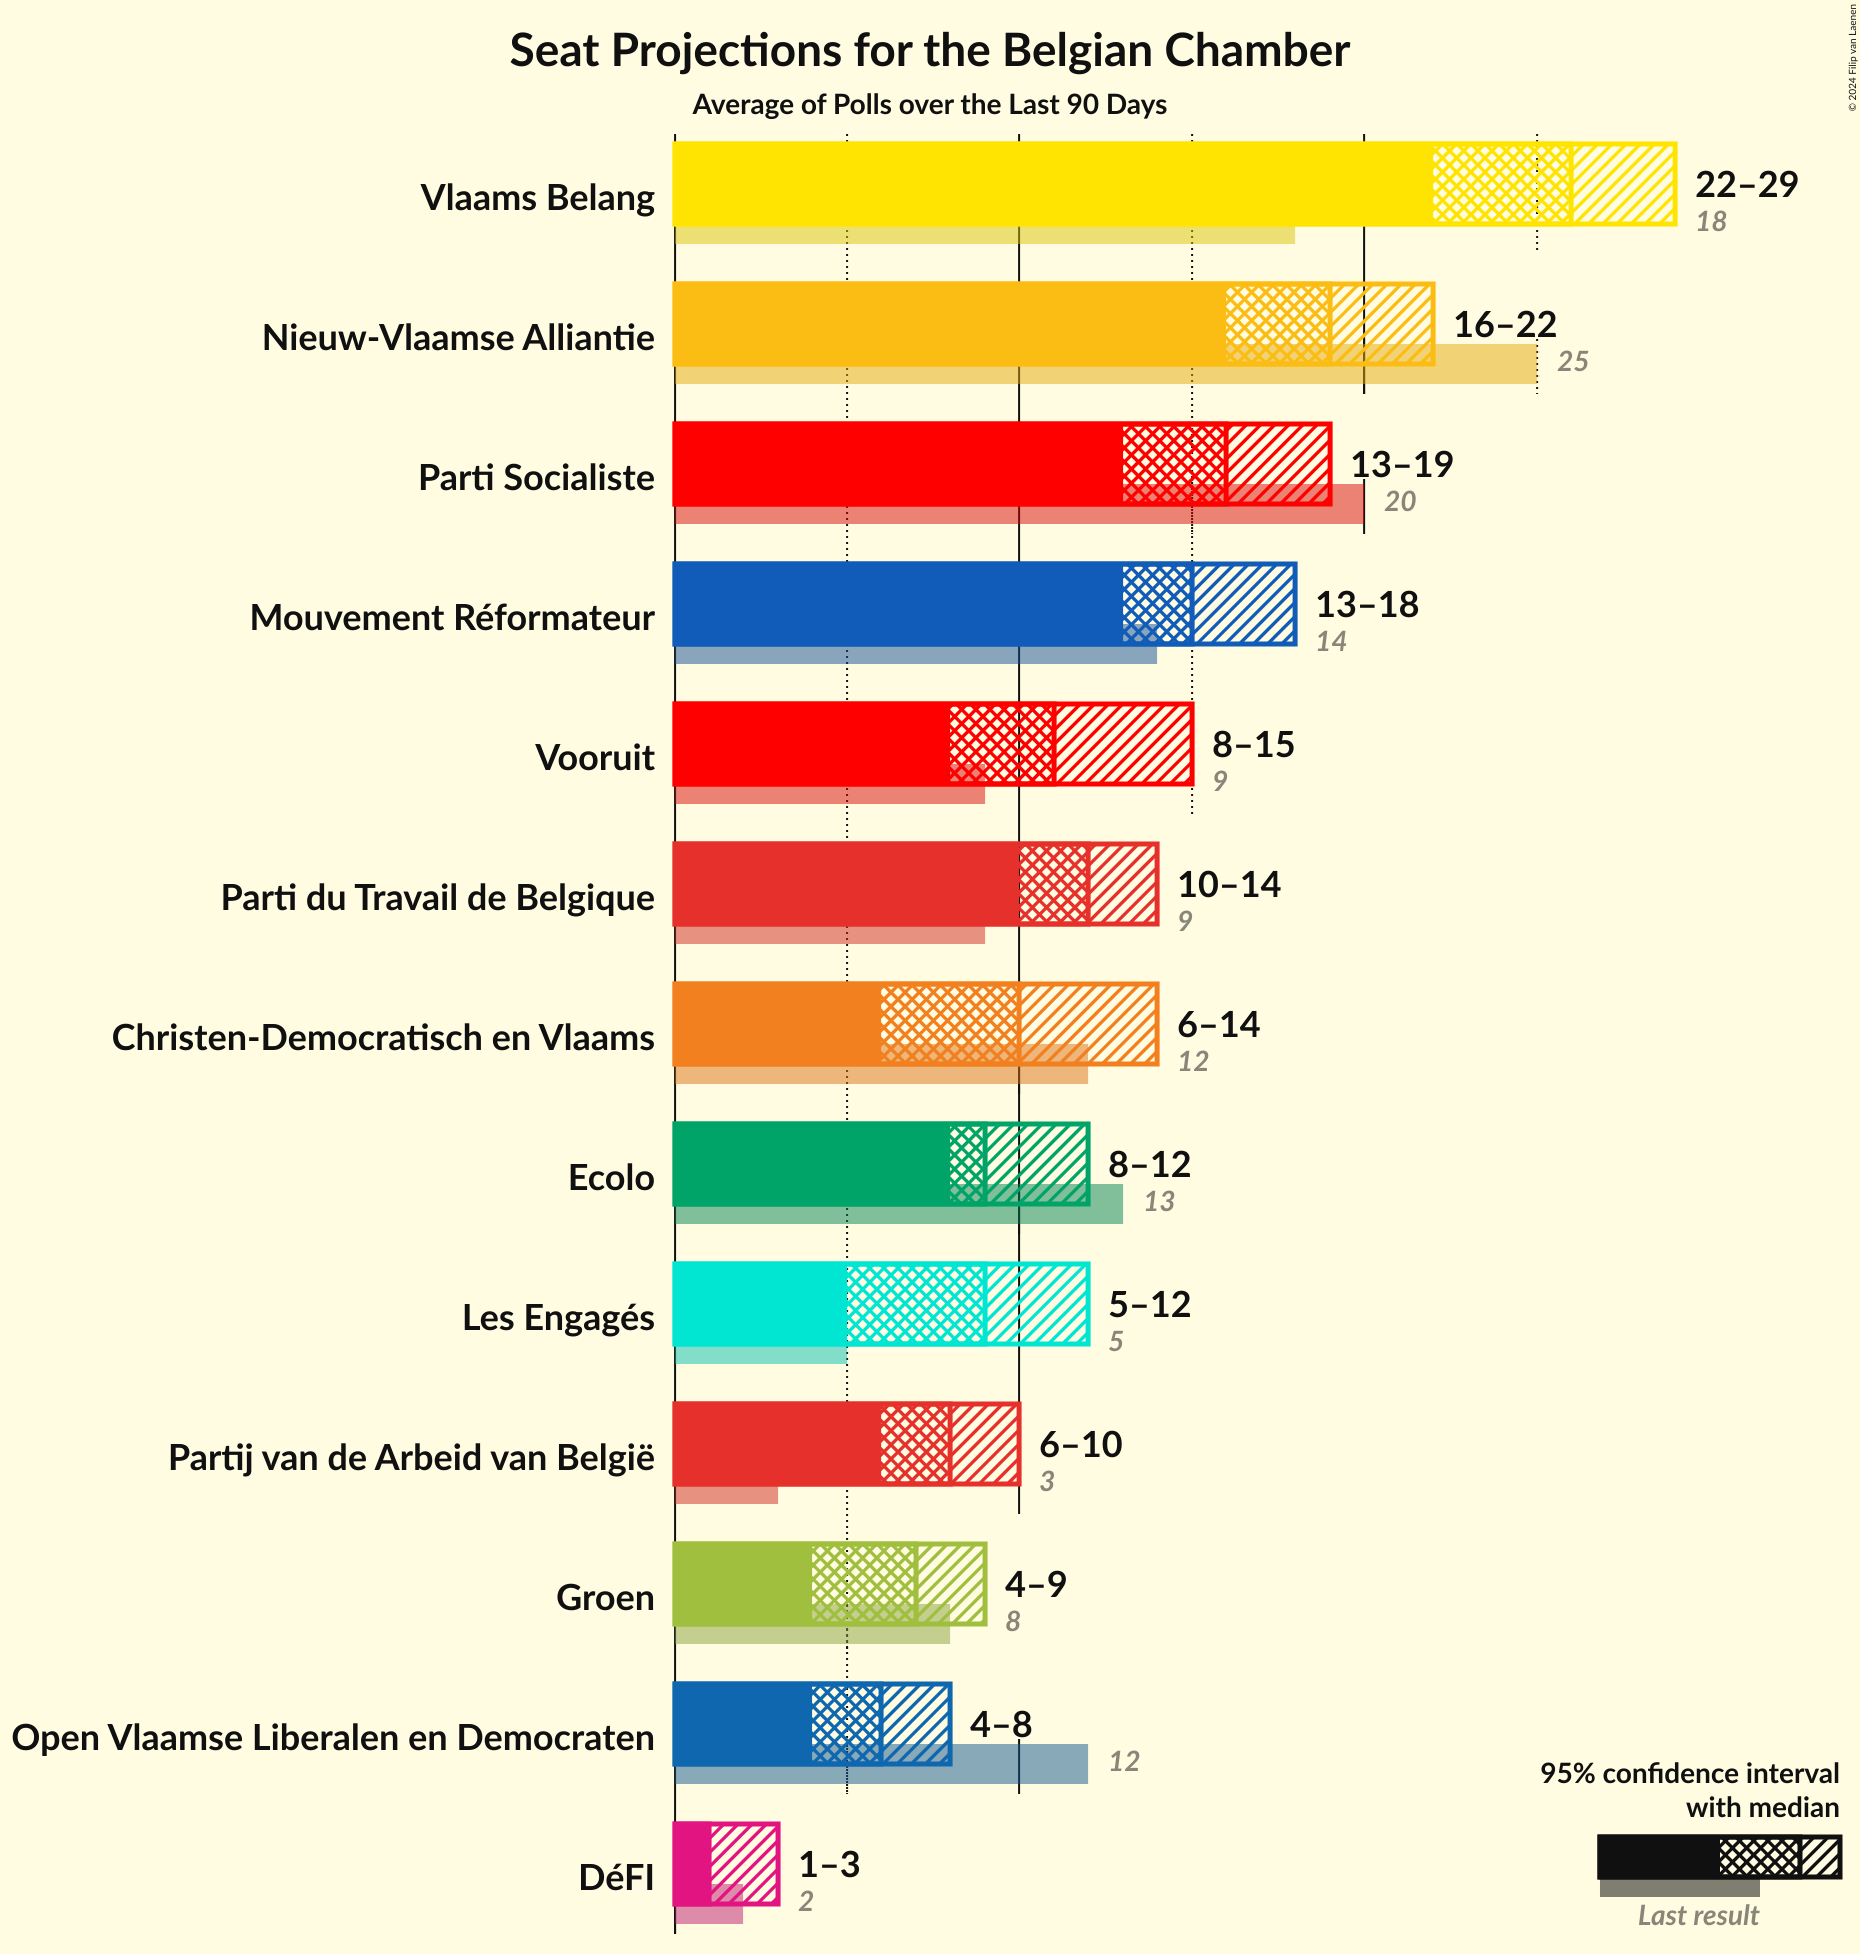 Seat Projections for the Belgian Chamber
Average of Polls over the Last 90 Days
© 2024 Filip van Laenen
Vlaams Belang
22–29
18
Nieuw-Vlaamse Alliantie
16–22
25
Parti Socialiste
13–19
20
Mouvement Réformateur
13–18
14
Vooruit
8–15
9
Parti du Travail de Belgique
10–14
9
Christen-Democratisch en Vlaams
6–14
12
Ecolo
8–12
13
Les Engagés
5–12
5
Partij van de Arbeid van België
6–10
3
Groen
4–9
8
Open Vlaamse Liberalen en Democraten
4–8
12
DéFI
1–3
2
95% confidence interval
with median
Last result